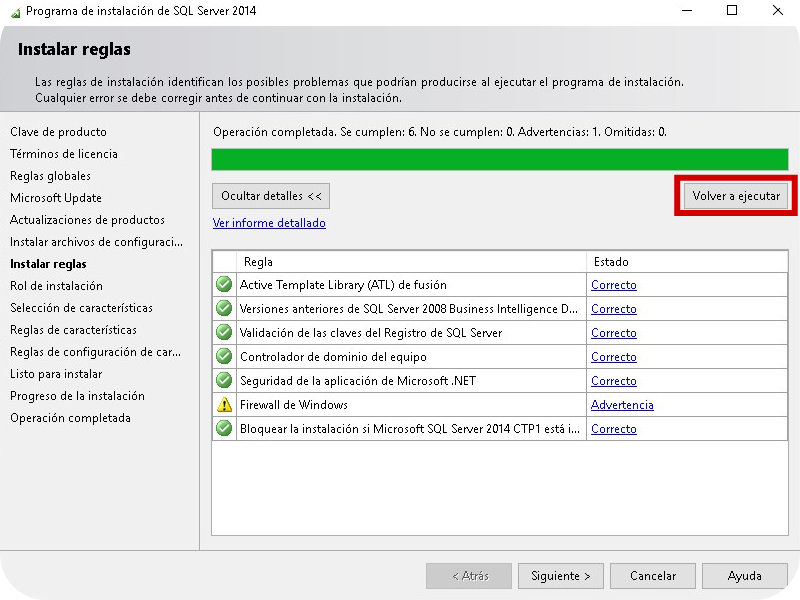 Programa de instalación de SQL Server 2014
Instalar reglas
Las reglas de instalación identifican los posibles problemas que podrían producirse al ejecutar el programa de instalación.
Cualquier error se debe corregir antes de continuar con la instalación.
Clave de producto
Términos de licencia
Reglas globales
Microsoft Update
Actualizaciones de productos
Instalar archivos de configuraci...
Instalar reglas
Rol de instalación
Selección de características
Reglas de características
Reglas de configuración de car...
Listo para instalar
Progreso de la instalación
Operación completada
Operación completada. Se cumplen: 6. No se cumplen: 0. Advertencias: 1. Omitidas: 0.
Ocultar detalles << Volver a ejecutar
Ver informe detallado
Regla Estado
Active Template Library (ATL) de fusión Correcto
Versiones anteriores de SQL Server 2008 Business Intelligence D... Correcto
Validación de las claves del Registro de SQL Server Correcto
Controlador de dominio del equipo Correcto
Seguridad de la aplicación de Microsoft .NET Correcto
Firewall de Windows Advertencia
Bloquear la instalación si Microsoft SQL Server 2014 CTP1 está i... Correcto
< Atrás Siguiente > Cancelar Ayuda